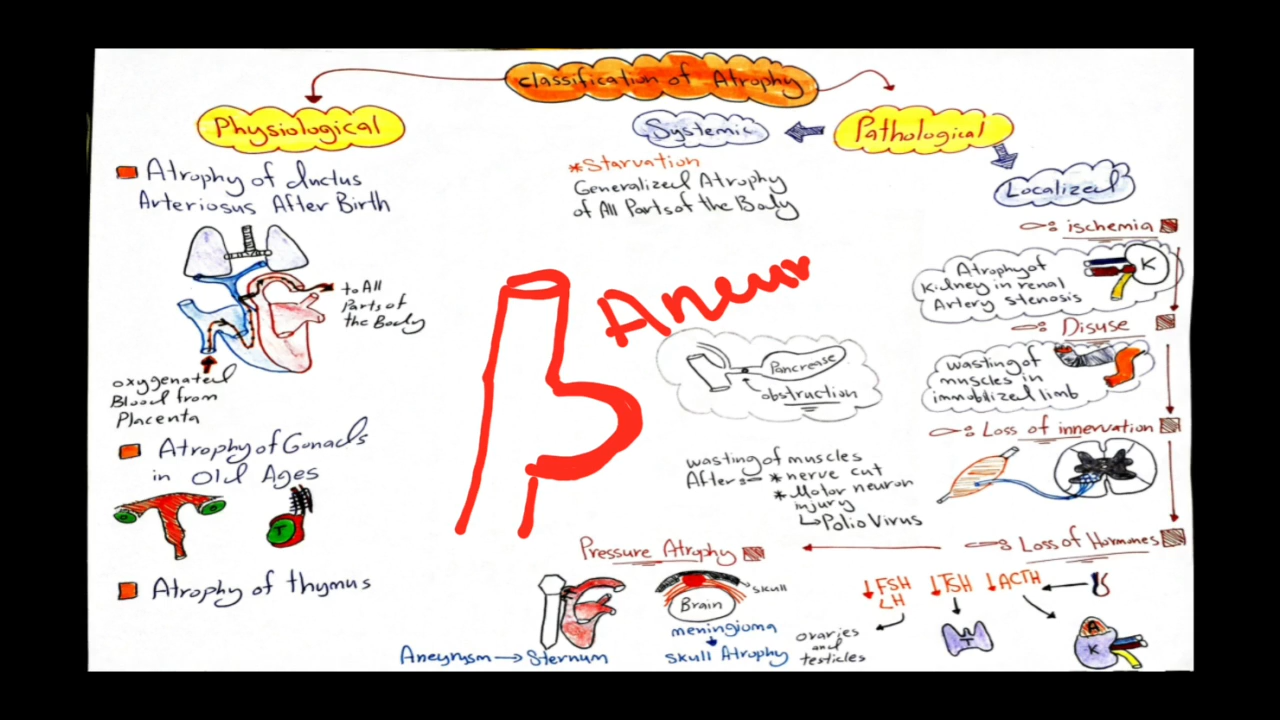 classification of Atrophy
Physiological
Atrophy of ductus
Arteriosus After Birth
to All
Parts of
the Body
oxygenated
Blood from
Placenta
Atrophy of Gonads
in Old Ages
T
Atrophy of thymus
Pathological
Systemic
*Starvation
Generalized Atrophy
of All Parts of the Body
Localized
ischemia
Atrophy of
kidney in renal
Artery stenosis
K
Disuse
wasting of
muscles in
immobilized limb
Pancrease
obstruction
Aneur
Loss of innervation
wasting of muscles
After:- * nerve cut
* Motor neuron
injury
↳ Polio Virus
Loss of Hormones
↓FSH
LH
↓TSH
↓ACTH
ovaries
and
testicles
T
A
K
Pressure Atrophy
Aneyrysm → Sternum
skull
Brain
meningioma
skull Atrophy